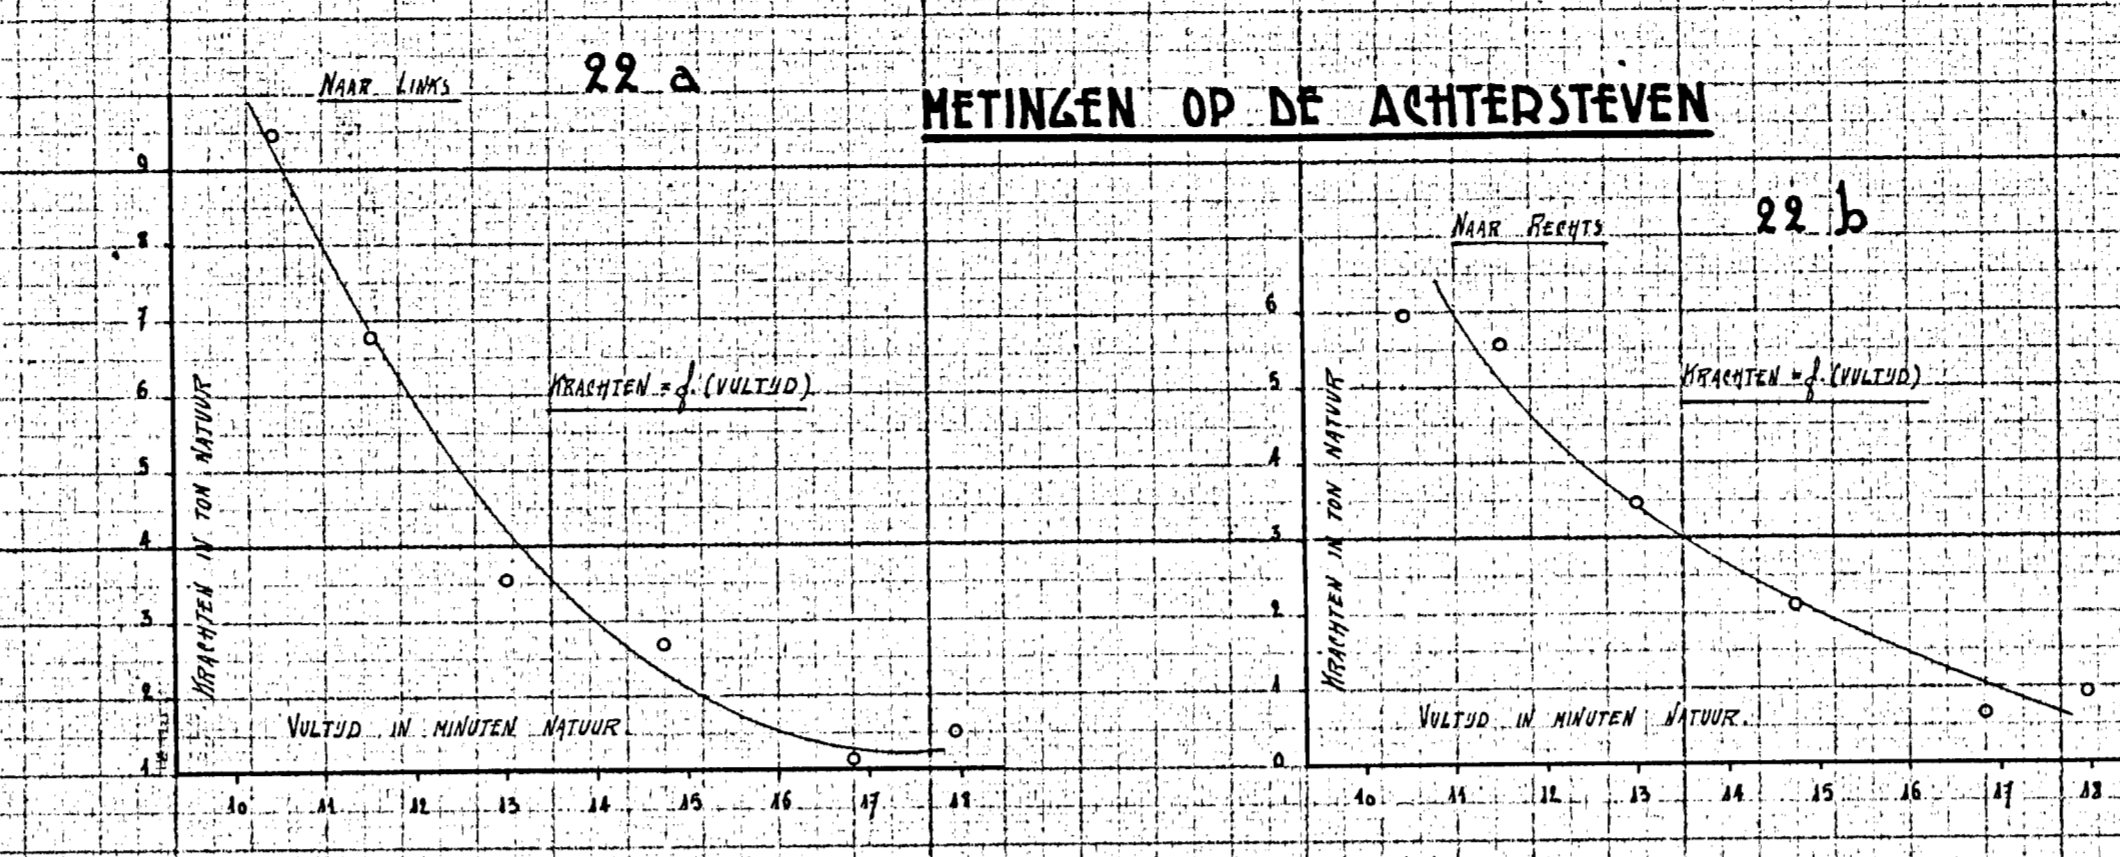 22 a
NAAR LINKS
METINGEN OP DE ACHTERSTEVEN
9
8
7
6
5
4
3
2
1
KRACHTEN IN TON NATUUR
KRACHTEN = f. (VULTIJD)
VULTIJD IN MINUTEN NATUUR.
10 11 12 13 14 15 16 17 18
22 b
NAAR RECHTS
6
5
4
3
2
1
0
KRACHTEN IN TON NATUUR
KRACHTEN = f. (VULTIJD)
VULTIJD IN MINUTEN NATUUR.
10 11 12 13 14 15 16 17 18